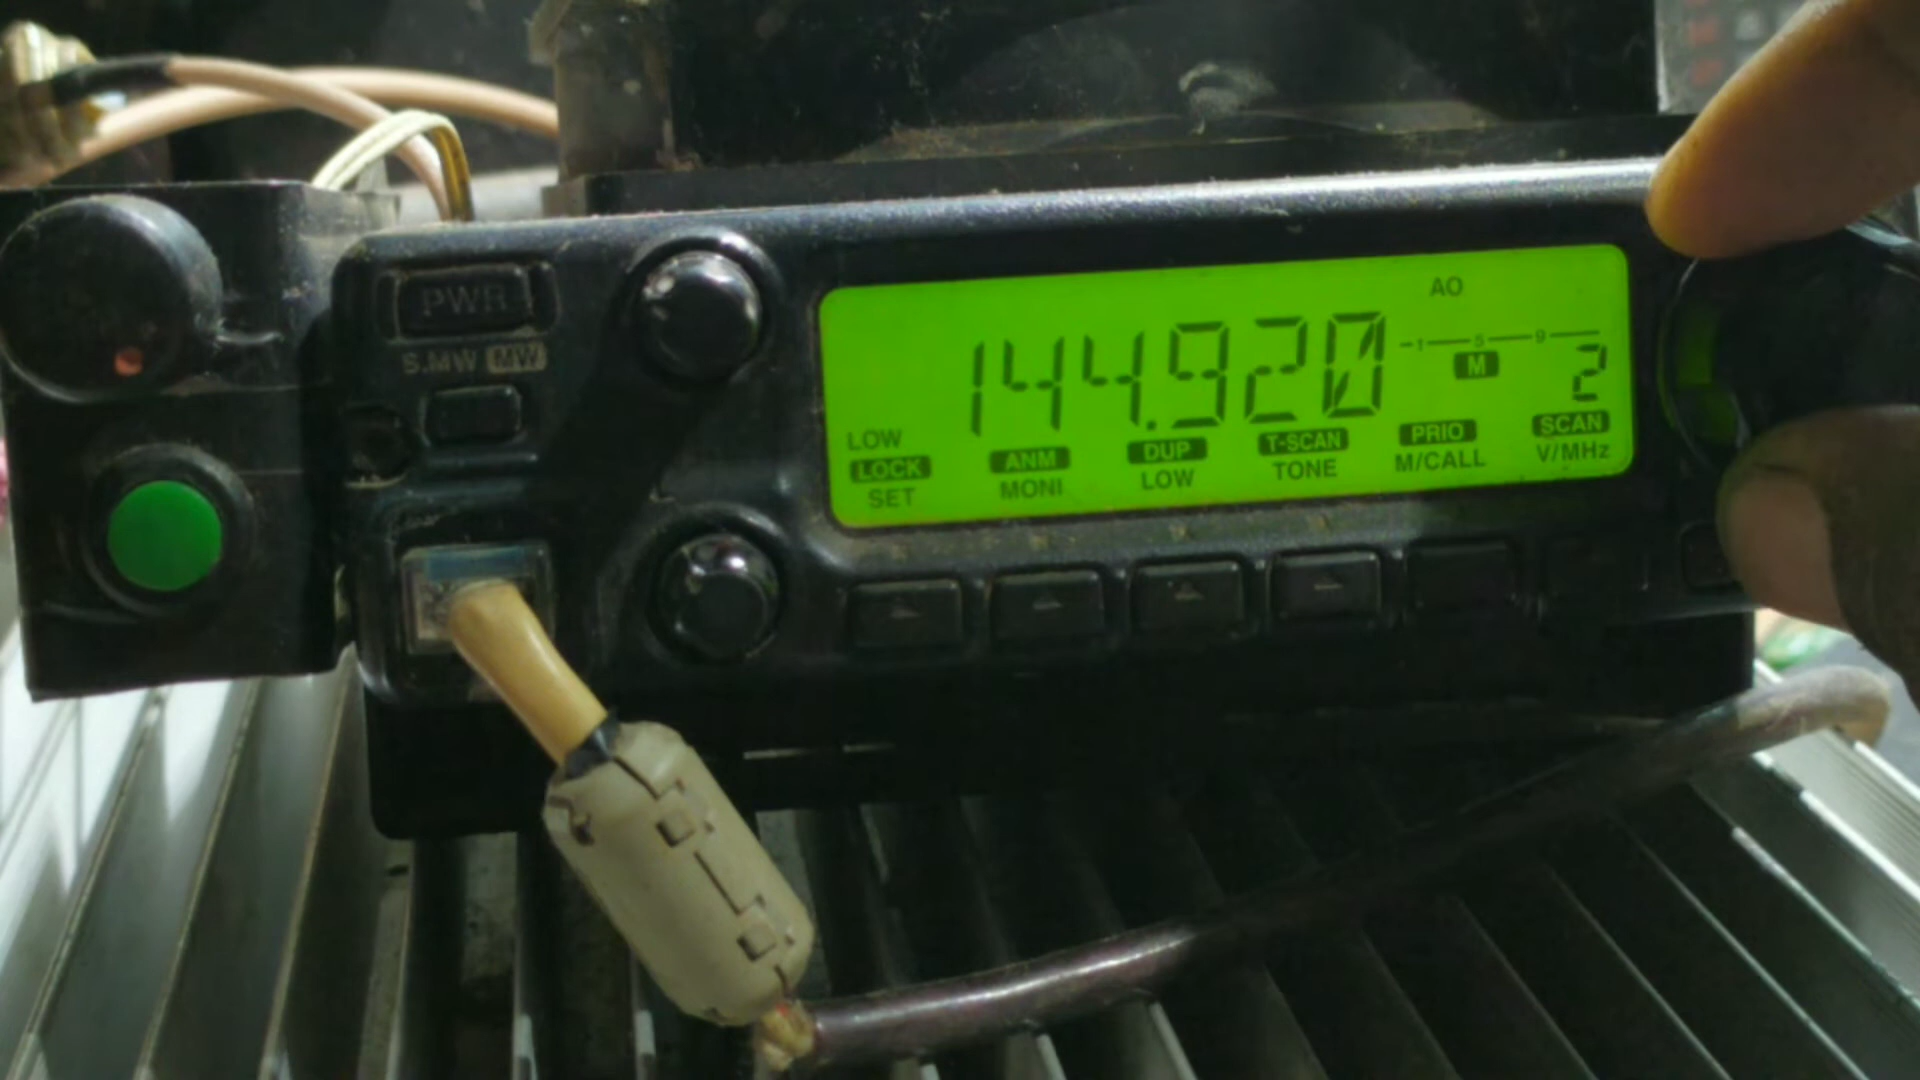 PWR
S.MW MW
AO
144.920
1 5 9
M 2
LOW
LOCK ANM DUP T-SCAN PRIO SCAN
SET MONI LOW TONE M/CALL V/MHz